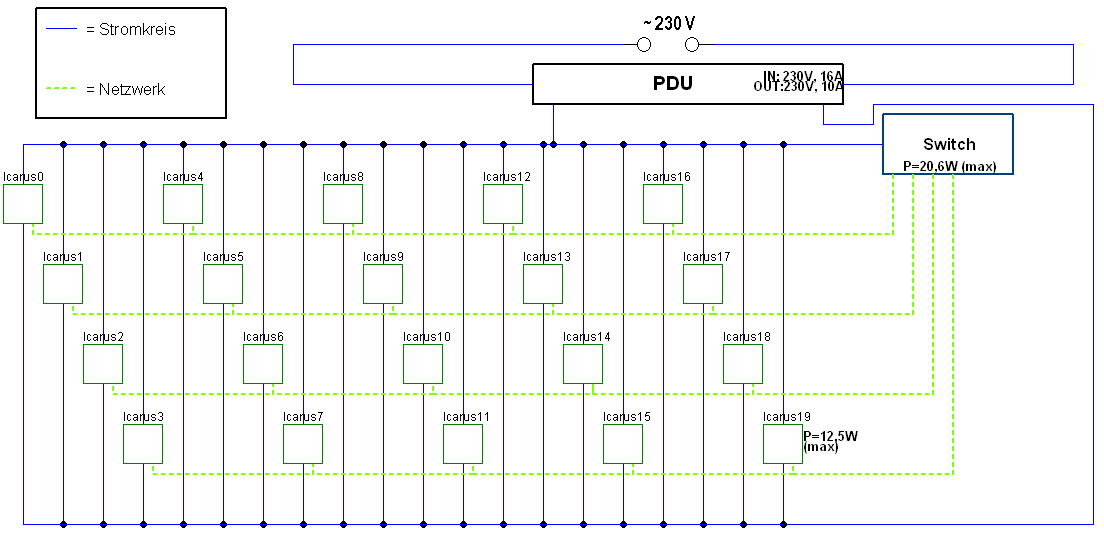 = Stromkreis
= Netzwerk
~230 V
PDU
IN: 230V, 16A
OUT:230V, 10A
Switch
P=20,6W (max)
Icarus0
Icarus4
Icarus8
Icarus12
Icarus16
Icarus1
Icarus5
Icarus9
Icarus13
Icarus17
Icarus2
Icarus6
Icarus10
Icarus14
Icarus18
Icarus3
Icarus7
Icarus11
Icarus15
Icarus19
P=12,5W
(max)